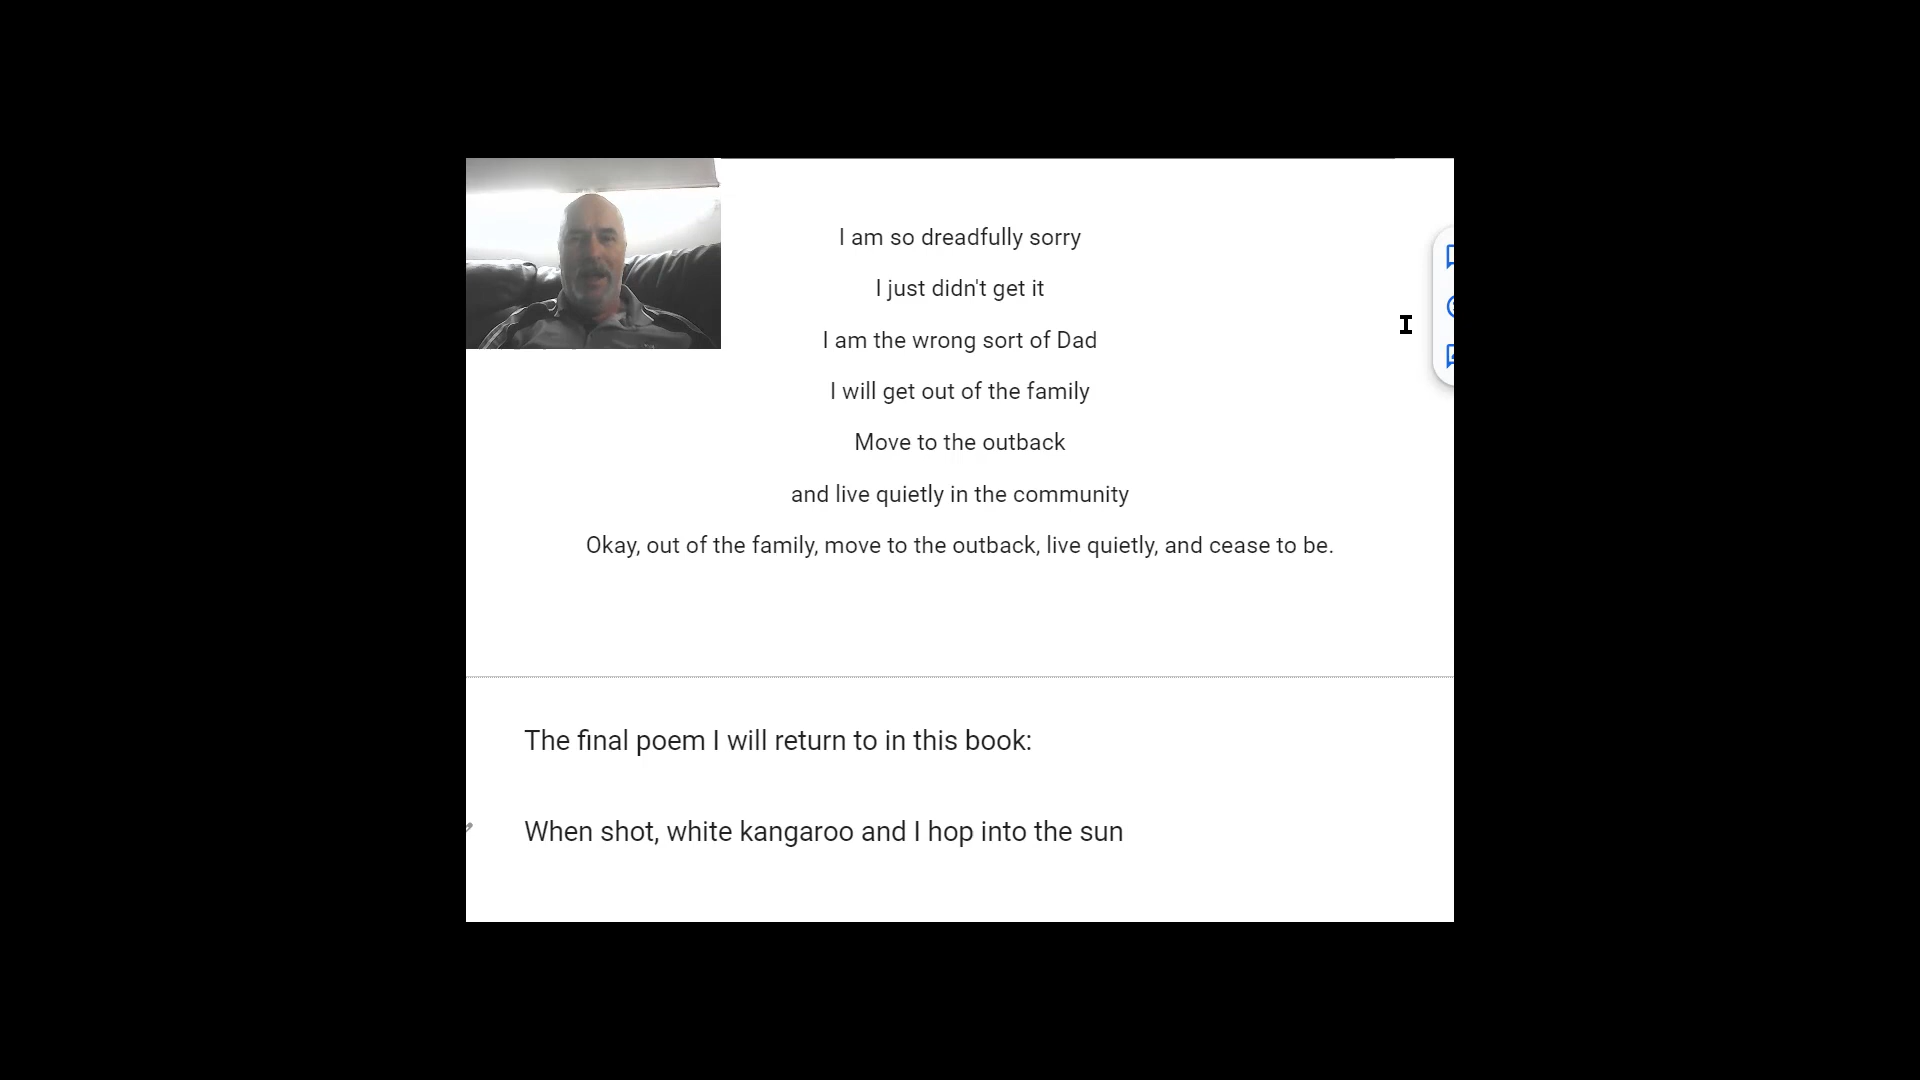 I am so dreadfully sorry
I just didn't get it
I am the wrong sort of Dad
I will get out of the family
Move to the outback
and live quietly in the community
Okay, out of the family, move to the outback, live quietly, and cease to be.
The final poem I will return to in this book:
When shot, white kangaroo and I hop into the sun